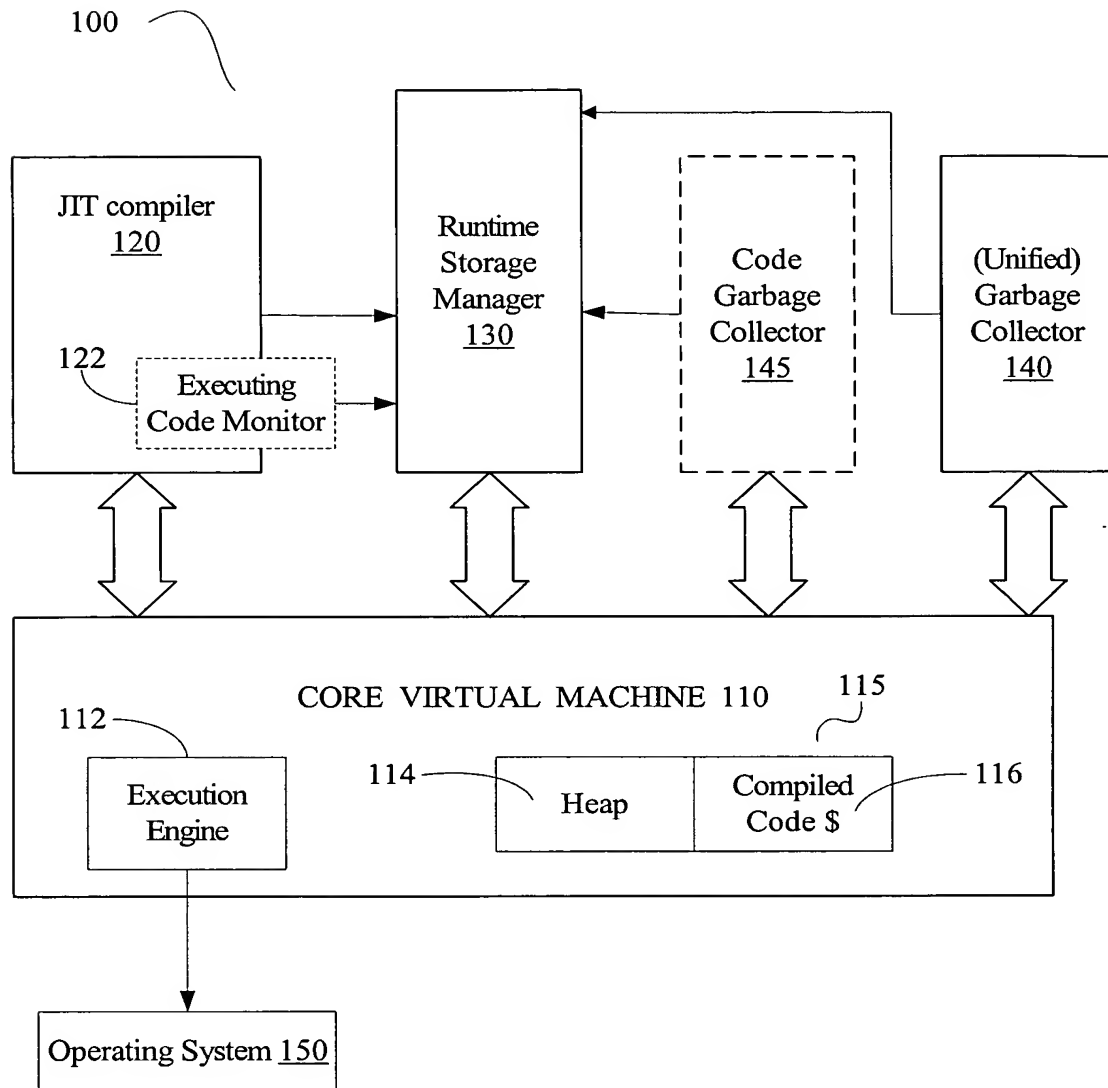 100
JIT compiler
120
Runtime
Storage
Manager
130
Code
Garbage
Collector
145
(Unified)
Garbage
Collector
140
122
Executing
Code Monitor
CORE VIRTUAL MACHINE 110
115
112
Execution
Engine
114
Heap
Compiled
Code $
116
Operating System 150